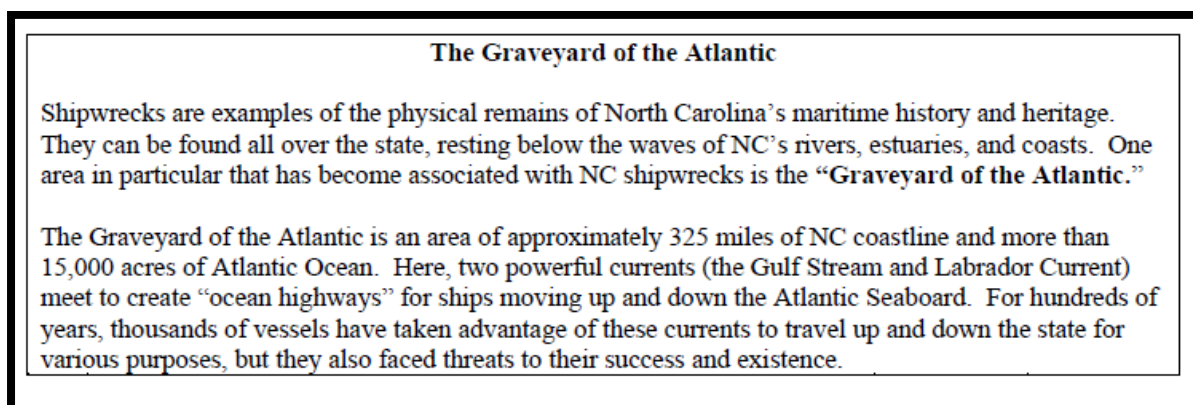 The Graveyard of the Atlantic
Shipwrecks are examples of the physical remains of North Carolina's maritime history and heritage.
They can be found all over the state, resting below the waves of NC's rivers, estuaries, and coasts.  One
area in particular that has become associated with NC shipwrecks is the “Graveyard of the Atlantic.”
The Graveyard of the Atlantic is an area of approximately 325 miles of NC coastline and more than
15,000 acres of Atlantic Ocean.  Here, two powerful currents (the Gulf Stream and Labrador Current)
meet to create “ocean highways” for ships moving up and down the Atlantic Seaboard.  For hundreds of
years, thousands of vessels have taken advantage of these currents to travel up and down the state for
various purposes, but they also faced threats to their success and existence.